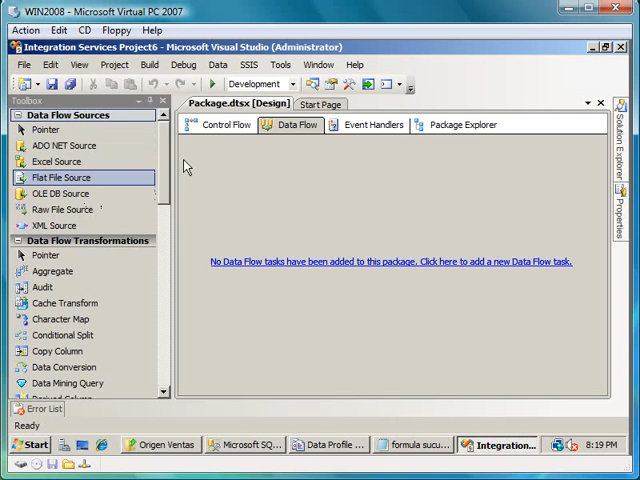 WIN2008 - Microsoft Virtual PC 2007
Action Edit CD Floppy Help
Integration Services Project6 - Microsoft Visual Studio (Administrator)
File Edit View Project Build Debug Data SSIS Tools Window Help
Development
Toolbox
Package.dtsx [Design] Start Page
Data Flow Sources
Control Flow Data Flow Event Handlers Package Explorer
Pointer
ADO NET Source
Excel Source
Flat File Source
OLE DB Source
Raw File Source
XML Source
Data Flow Transformations
Pointer
Aggregate
Audit
Cache Transform
Character Map
Conditional Split
Copy Column
Data Conversion
Data Mining Query
Derived Column
No Data Flow tasks have been added to this package. Click here to add a new Data Flow task.
Solution Explorer
Properties
Error List
Ready
Start Origen Ventas Microsoft SQ... Data Profile ... formula sucu... Integration... 8:19 PM